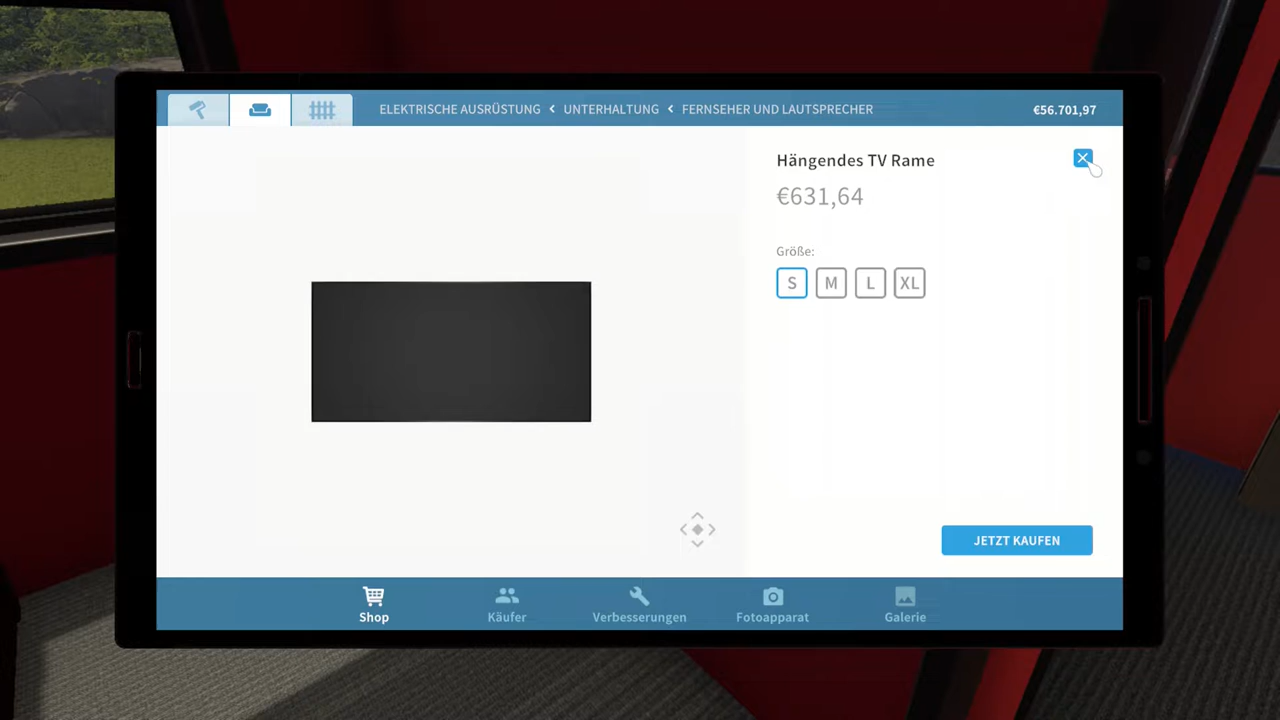 ELEKTRISCHE AUSRÜSTUNG < UNTERHALTUNG < FERNSEHER UND LAUTSPRECHER
€56.701,97
Hängendes TV Rame
€631,64
Größe:
S M L XL
JETZT KAUFEN
Shop Käufer Verbesserungen Fotoapparat Galerie